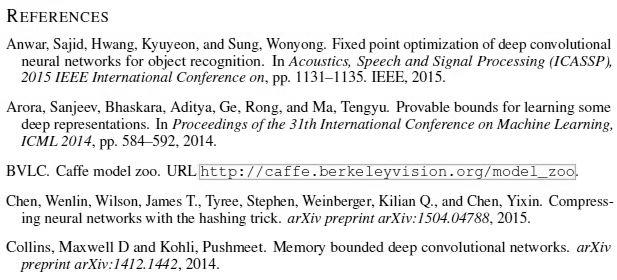 REFERENCES
Anwar, Sajid, Hwang, Kyuyeon, and Sung, Wonyong. Fixed point optimization of deep convolutional
neural networks for object recognition. In Acoustics, Speech and Signal Processing (ICASSP),
2015 IEEE International Conference on, pp. 1131–1135. IEEE, 2015.
Arora, Sanjeev, Bhaskara, Aditya, Ge, Rong, and Ma, Tengyu. Provable bounds for learning some
deep representations. In Proceedings of the 31th International Conference on Machine Learning,
ICML 2014, pp. 584–592, 2014.
BVLC. Caffe model zoo. URL http://caffe.berkeleyvision.org/model_zoo.
Chen, Wenlin, Wilson, James T., Tyree, Stephen, Weinberger, Kilian Q., and Chen, Yixin. Compress-
ing neural networks with the hashing trick. arXiv preprint arXiv:1504.04788, 2015.
Collins, Maxwell D and Kohli, Pushmeet. Memory bounded deep convolutional networks. arXiv
preprint arXiv:1412.1442, 2014.